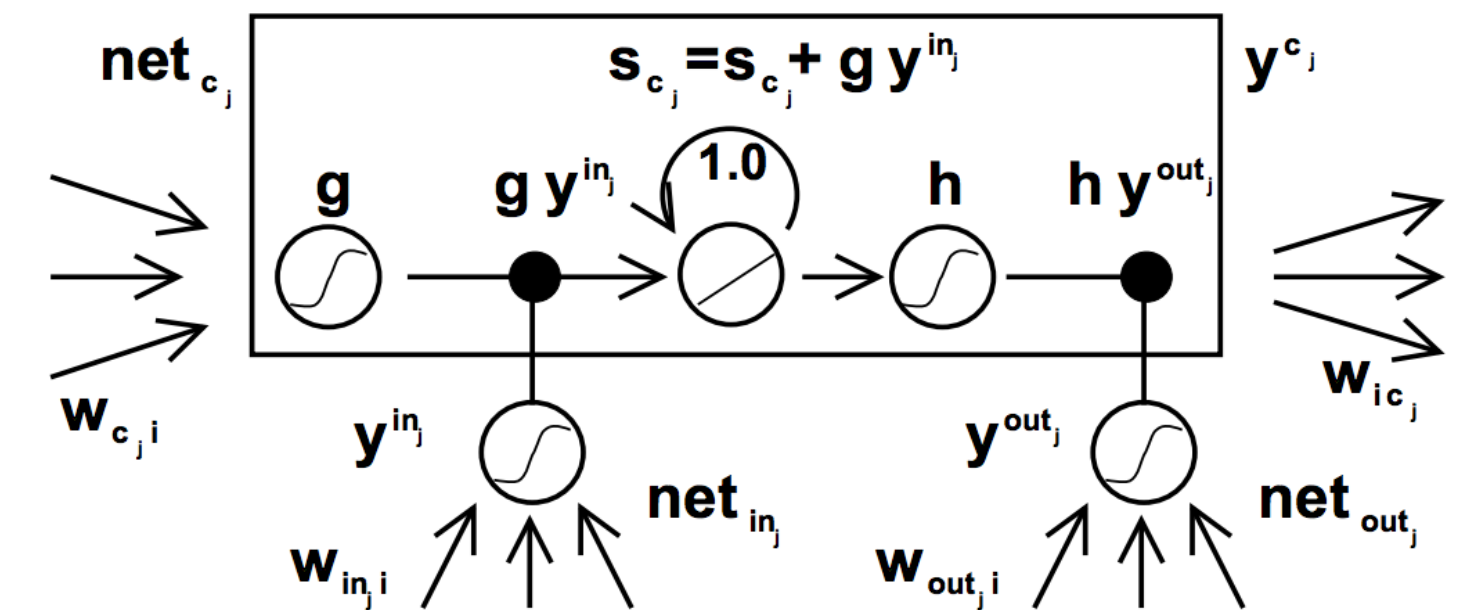 net c j
s c j =s c j + g y in j
y c j
1.0
g
g y in j
h
h y out j
w c j i
w i c j
y in j
y out j
net in j
net out j
w in j i
w out j i